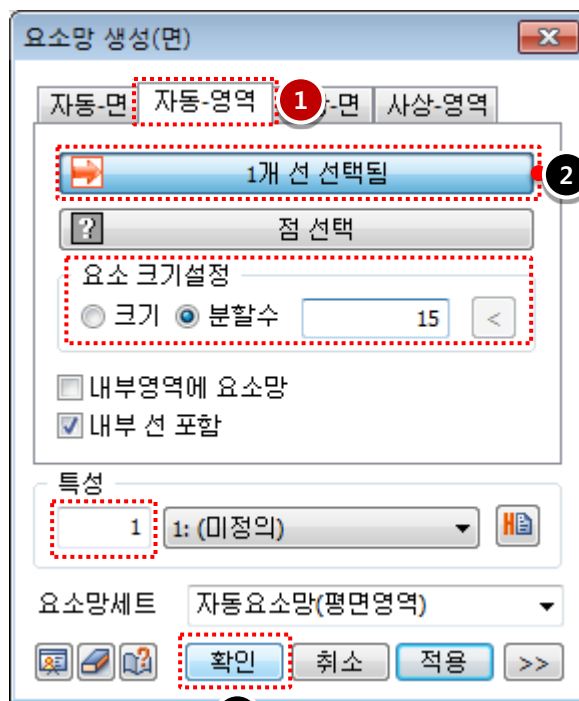 요소망 생성(면)
자동-면 자동-영역 1 -면 사상-영역
1개 선 선택됨 2
? 점 선택
요소 크기설정
크기 분할수 15 <
내부영역에 요소망
내부 선 포함
특성
1 1: (미정의)
요소망세트 자동요소망(평면영역)
확인 취소 적용 >>